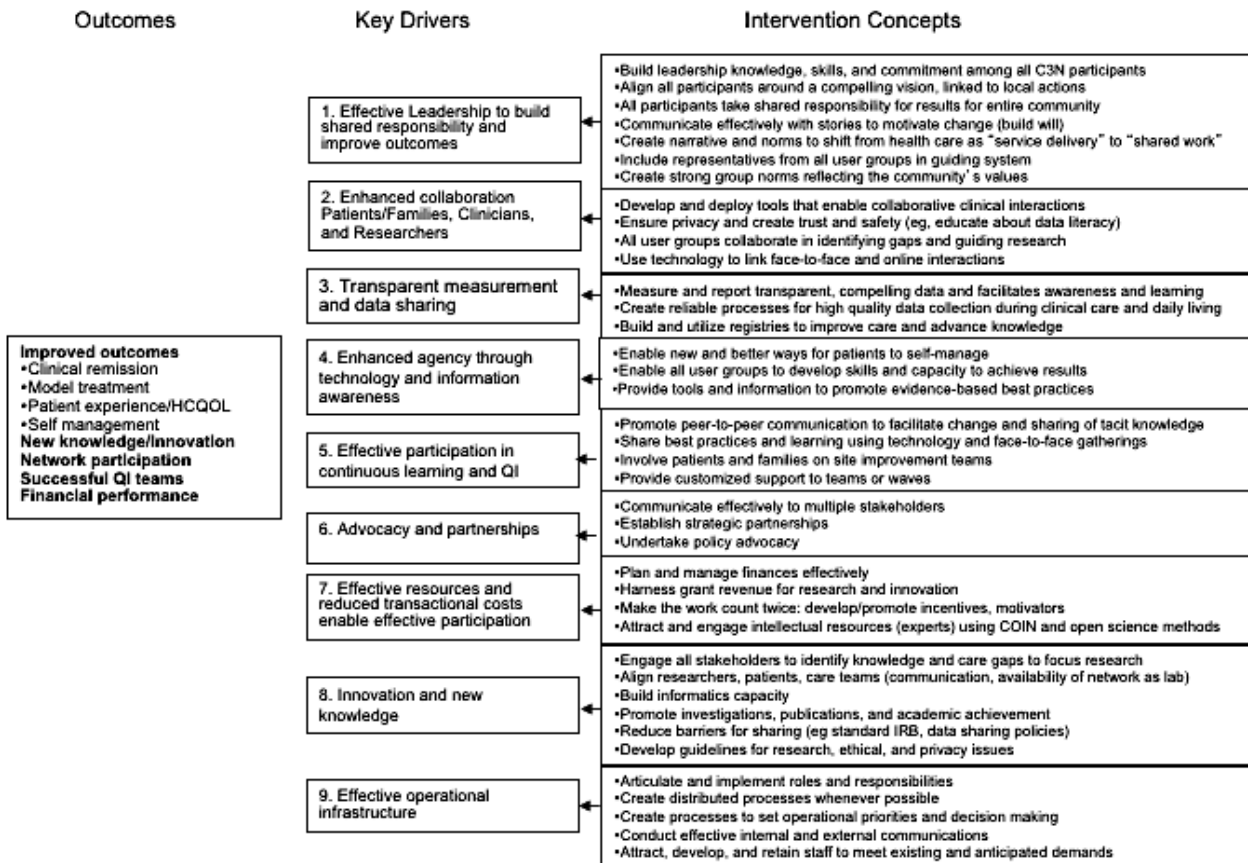 Outcomes
Key Drivers
Intervention Concepts
Improved outcomes
•Clinical remission
•Model treatment
•Patient experience/HCQOL
•Self management
New knowledge/Innovation
Network participation
Successful QI teams
Financial performance
1. Effective Leadership to build
shared responsibility and
improve outcomes
•Build leadership knowledge, skills, and commitment among all C3N participants
•Align all participants around a compelling vision, linked to local actions
•All participants take shared responsibility for results for entire community
•Communicate effectively with stories to motivate change (build will)
•Create narrative and norms to shift from health care as “service delivery” to “shared work”
•Include representatives from all user groups in guiding system
•Create strong group norms reflecting the community's values
2. Enhanced collaboration
Patients/Families, Clinicians,
and Researchers
•Develop and deploy tools that enable collaborative clinical interactions
•Ensure privacy and create trust and safety (eg, educate about data literacy)
•All user groups collaborate in identifying gaps and guiding research
•Use technology to link face-to-face and online interactions
3. Transparent measurement
and data sharing
•Measure and report transparent, compelling data and facilitates awareness and learning
•Create reliable processes for high quality data collection during clinical care and daily living
•Build and utilize registries to improve care and advance knowledge
4. Enhanced agency through
technology and information
awareness
•Enable new and better ways for patients to self-manage
•Enable all user groups to develop skills and capacity to achieve results
•Provide tools and information to promote evidence-based best practices
5. Effective participation in
continuous learning and QI
•Promote peer-to-peer communication to facilitate change and sharing of tacit knowledge
•Share best practices and learning using technology and face-to-face gatherings
•Involve patients and families on site improvement teams
•Provide customized support to teams or waves
6. Advocacy and partnerships
•Communicate effectively to multiple stakeholders
•Establish strategic partnerships
•Undertake policy advocacy
7. Effective resources and
reduced transactional costs
enable effective participation
•Plan and manage finances effectively
•Harness grant revenue for research and innovation
•Make the work count twice: develop/promote incentives, motivators
•Attract and engage intellectual resources (experts) using COIN and open science methods
8. Innovation and new
knowledge
•Engage all stakeholders to identify knowledge and care gaps to focus research
•Align researchers, patients, care teams (communication, availability of network as lab)
•Build informatics capacity
•Promote investigations, publications, and academic achievement
•Reduce barriers for sharing (eg standard IRB, data sharing policies)
•Develop guidelines for research, ethical, and privacy issues
9. Effective operational
infrastructure
•Articulate and implement roles and responsibilities
•Create distributed processes whenever possible
•Create processes to set operational priorities and decision making
•Conduct effective internal and external communications
•Attract, develop, and retain staff to meet existing and anticipated demands